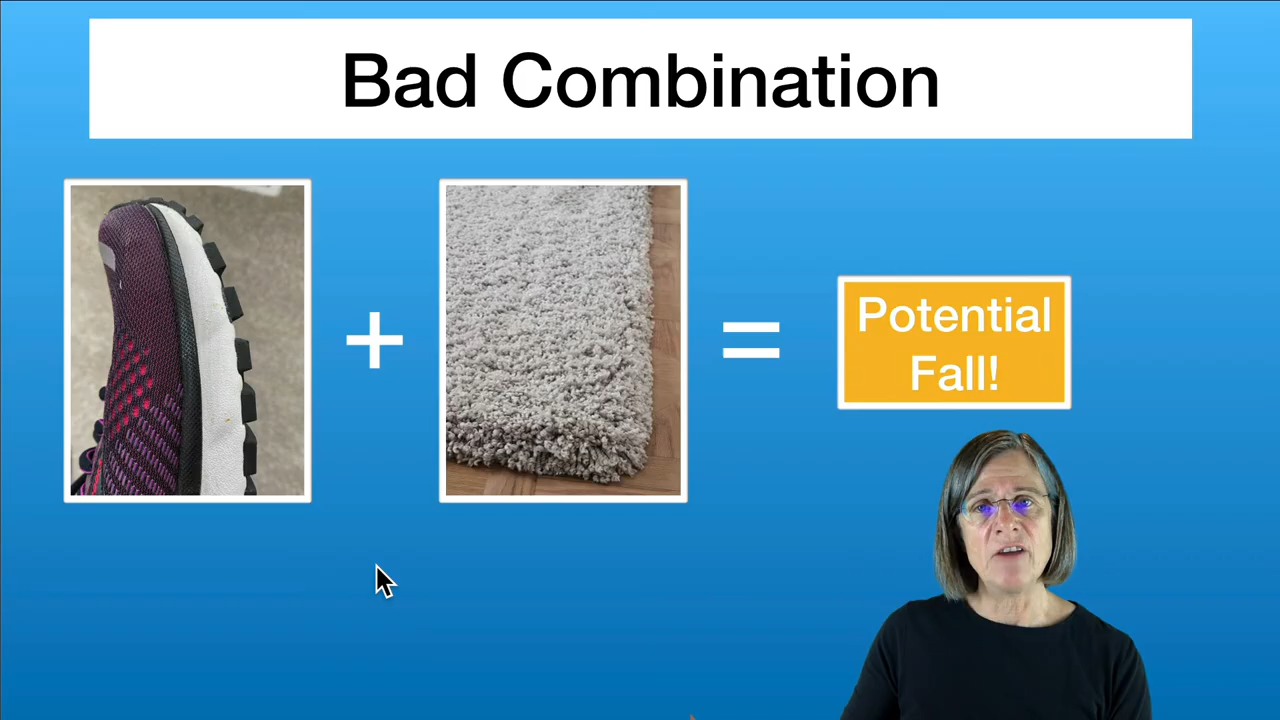 Bad Combination
+
=
Potential
Fall!